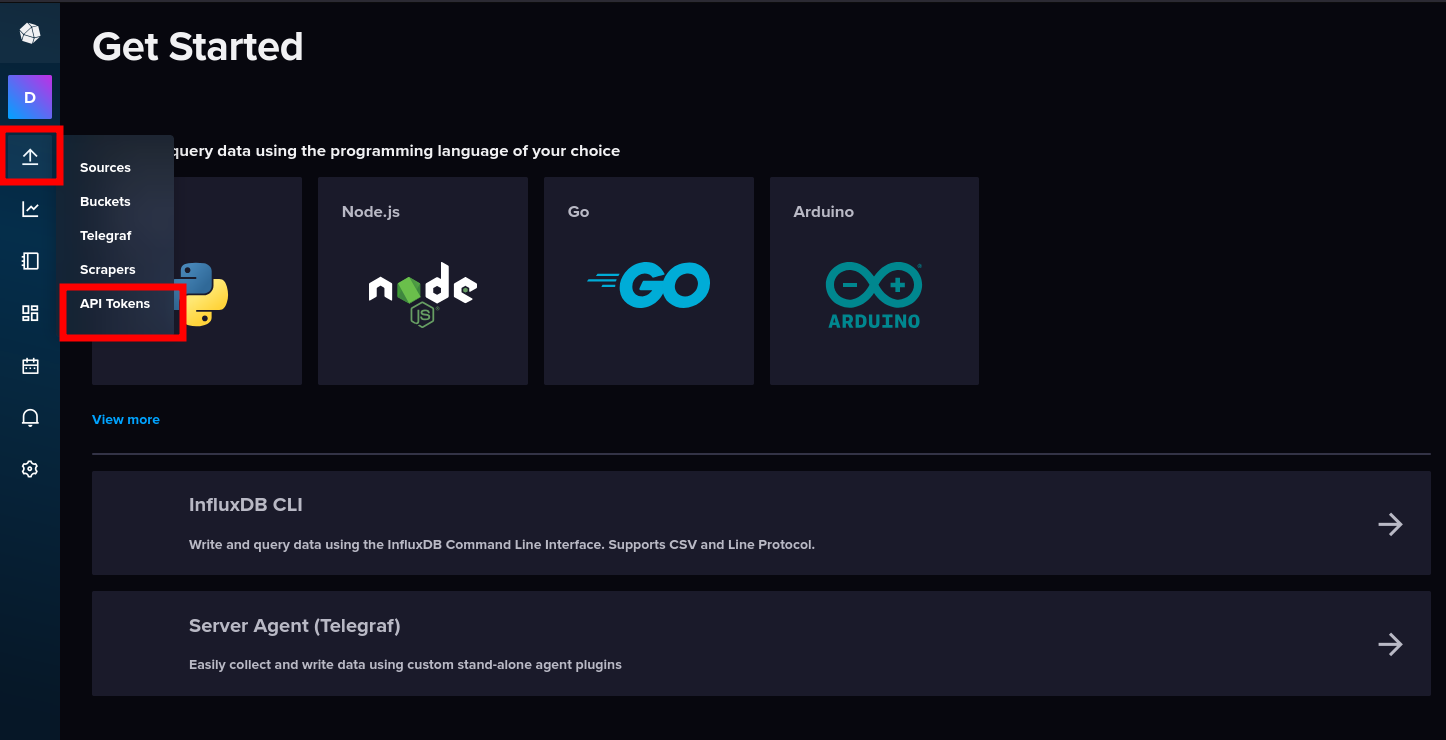 Get Started
D
query data using the programming language of your choice
Sources
Buckets
Telegraf
Scrapers
API Tokens
Node.js
Go
Arduino
node
JS
GO
ARDUINO
View more
InfluxDB CLI
Write and query data using the InfluxDB Command Line Interface. Supports CSV and Line Protocol.
Server Agent (Telegraf)
Easily collect and write data using custom stand-alone agent plugins